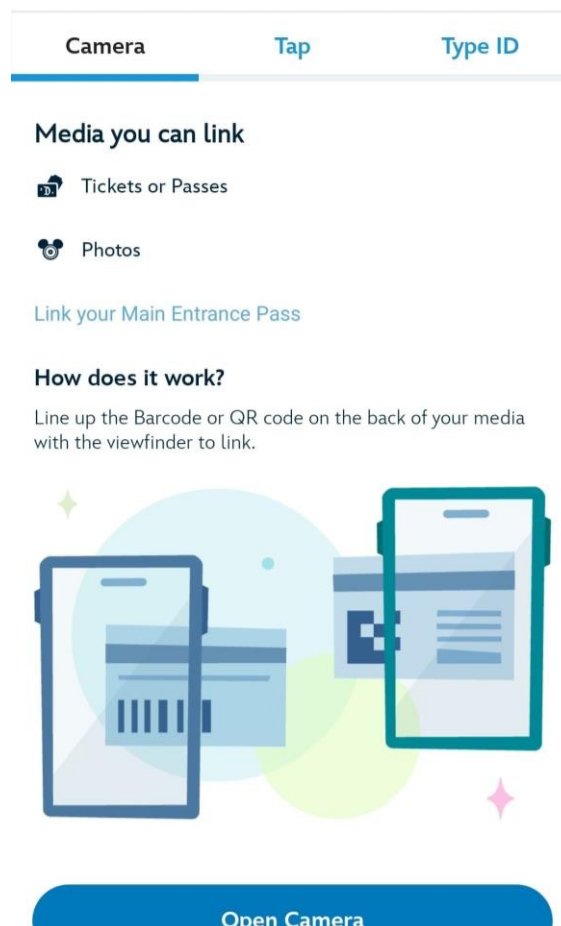 Camera Tap Type ID
Media you can link
Tickets or Passes
Photos
Link your Main Entrance Pass
How does it work?
Line up the Barcode or QR code on the back of your media
with the viewfinder to link.
Open Camera